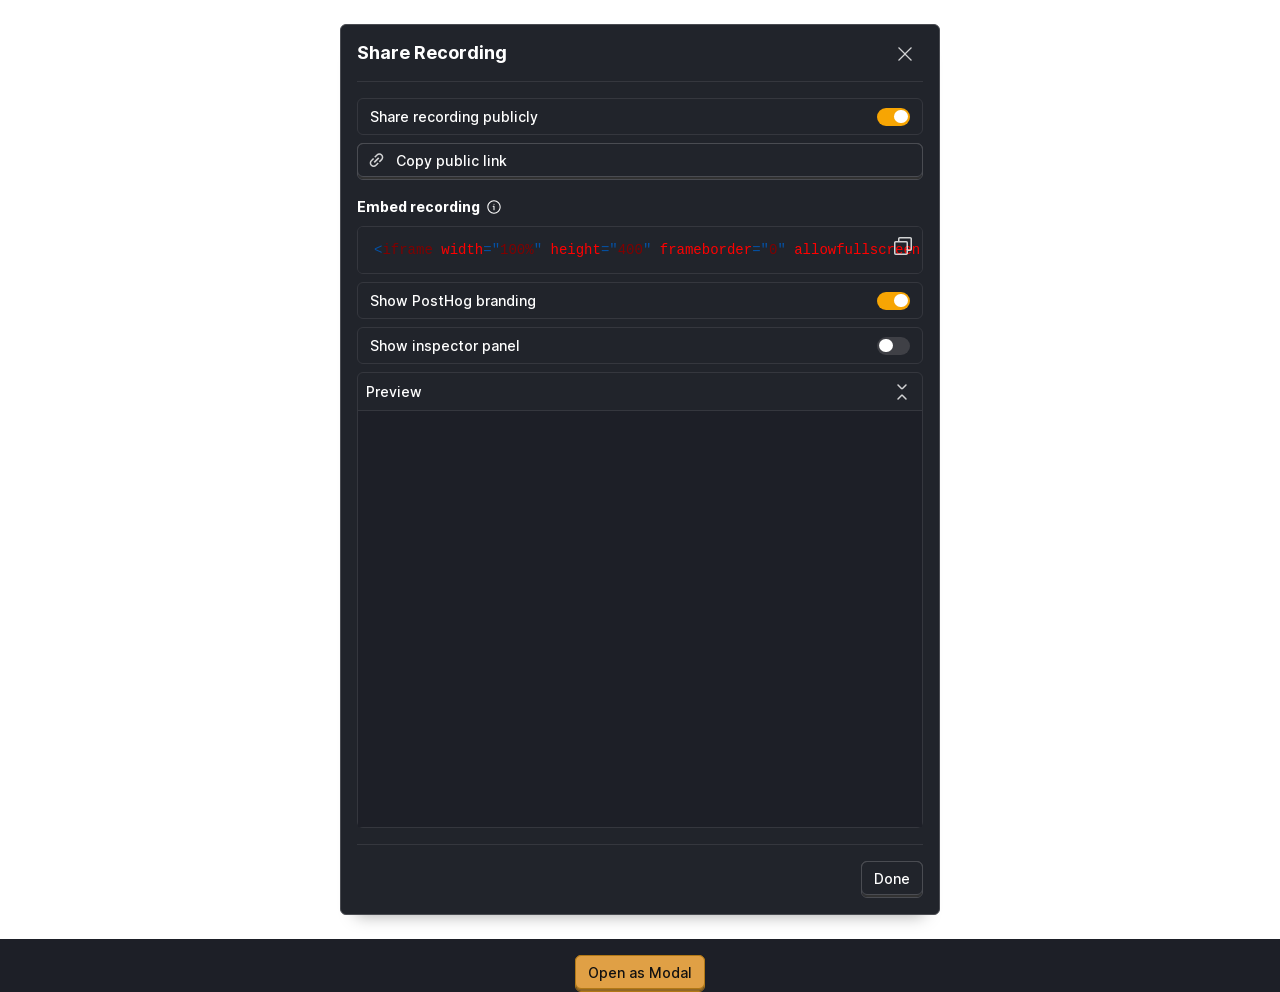 Share Recording
Share recording publicly
Copy public link
Embed recording
<iframe width="100%" height="450" frameborder="0" allowfullscreen
Show PostHog branding
Show inspector panel
Preview
Done
Open as Modal